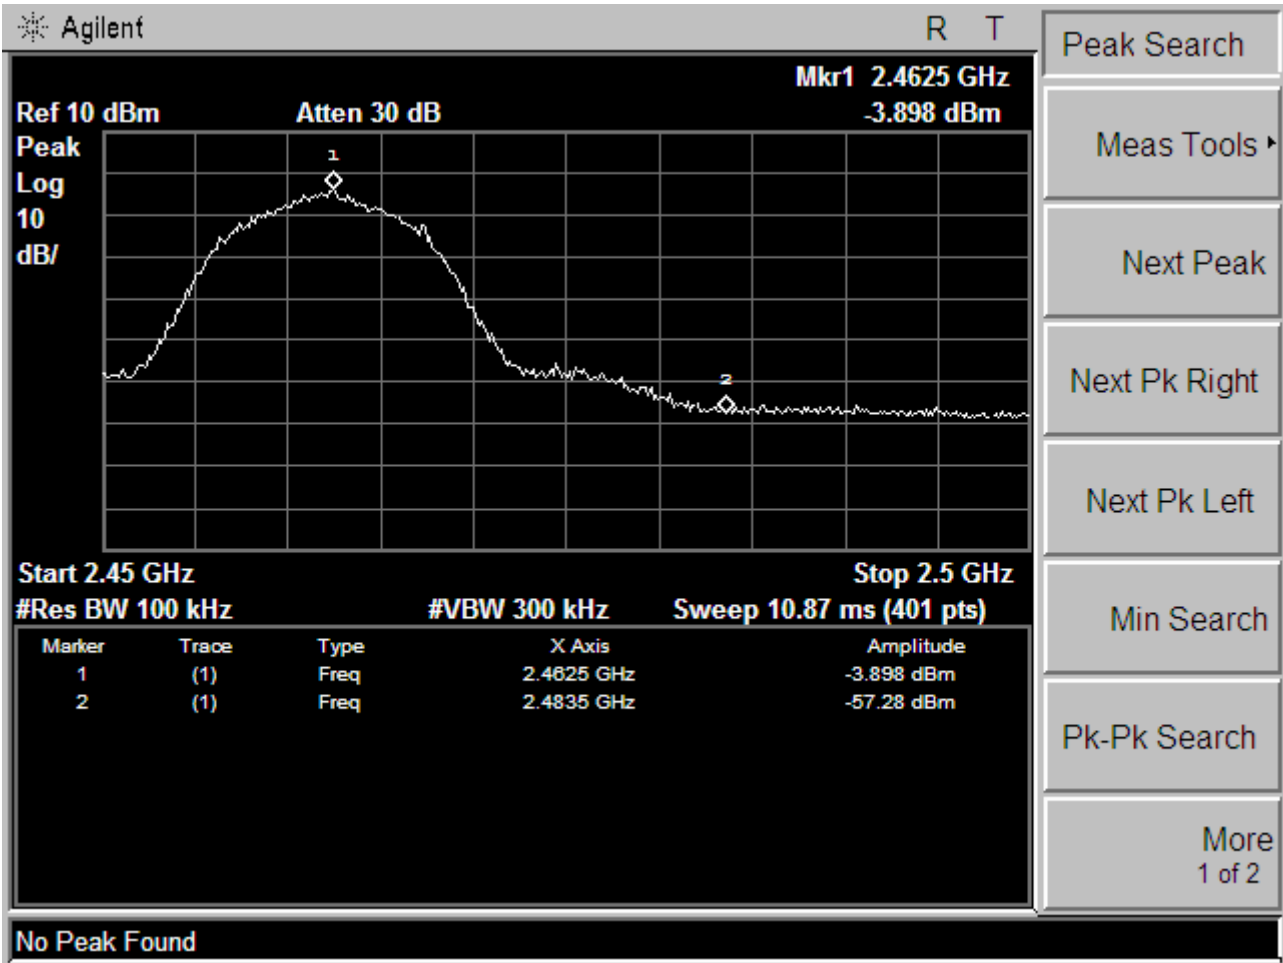 Agilent R T
Peak Search
Mkr1 2.4625 GHz
Ref 10 dBm Atten 30 dB -3.898 dBm
Peak
Log
10
dB/
1
2
Meas Tools
Next Peak
Next Pk Right
Next Pk Left
Min Search
Pk-Pk Search
More
1 of 2
Start 2.45 GHz Stop 2.5 GHz
#Res BW 100 kHz #VBW 300 kHz Sweep 10.87 ms (401 pts)
Marker Trace Type X Axis Amplitude
1 (1) Freq 2.4625 GHz -3.898 dBm
2 (1) Freq 2.4835 GHz -57.28 dBm
No Peak Found